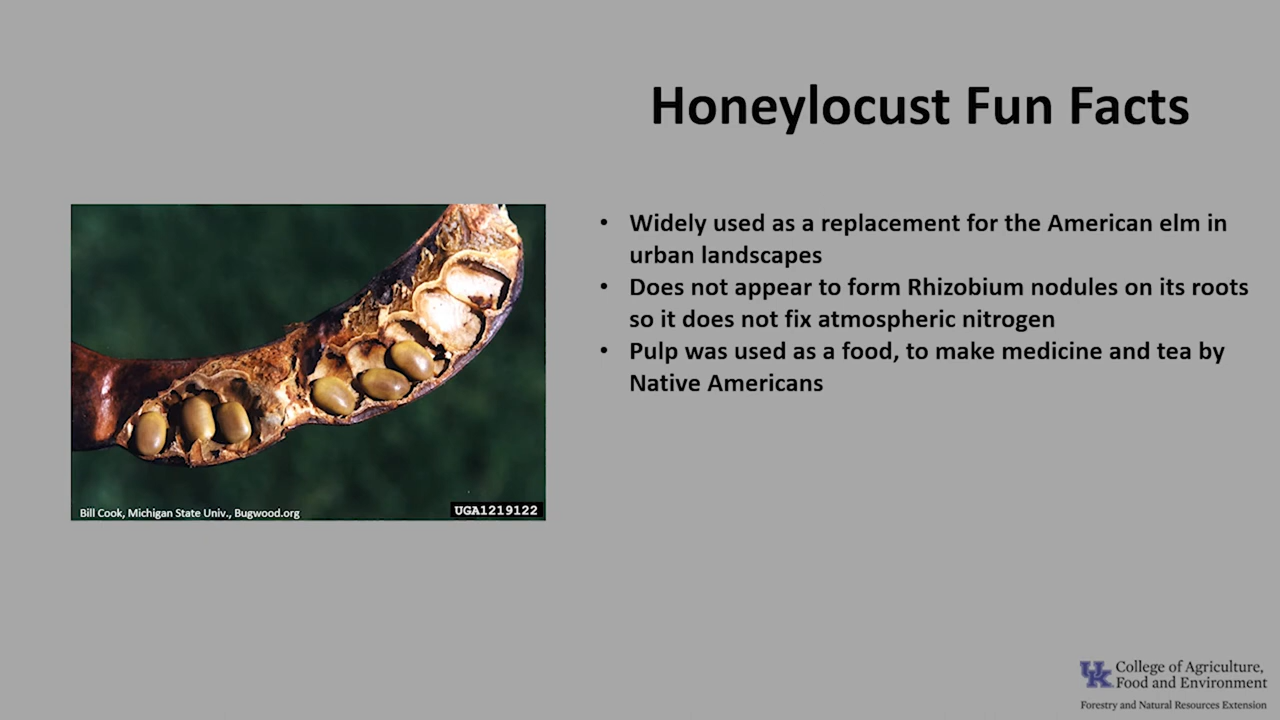 Honeylocust Fun Facts
• Widely used as a replacement for the American elm in
urban landscapes
• Does not appear to form Rhizobium nodules on its roots
so it does not fix atmospheric nitrogen
• Pulp was used as a food, to make medicine and tea by
Native Americans
Bill Cook, Michigan State Univ., Bugwood.org
UGA1219122
UK College of Agriculture,
Food and Environment
Forestry and Natural Resources Extension